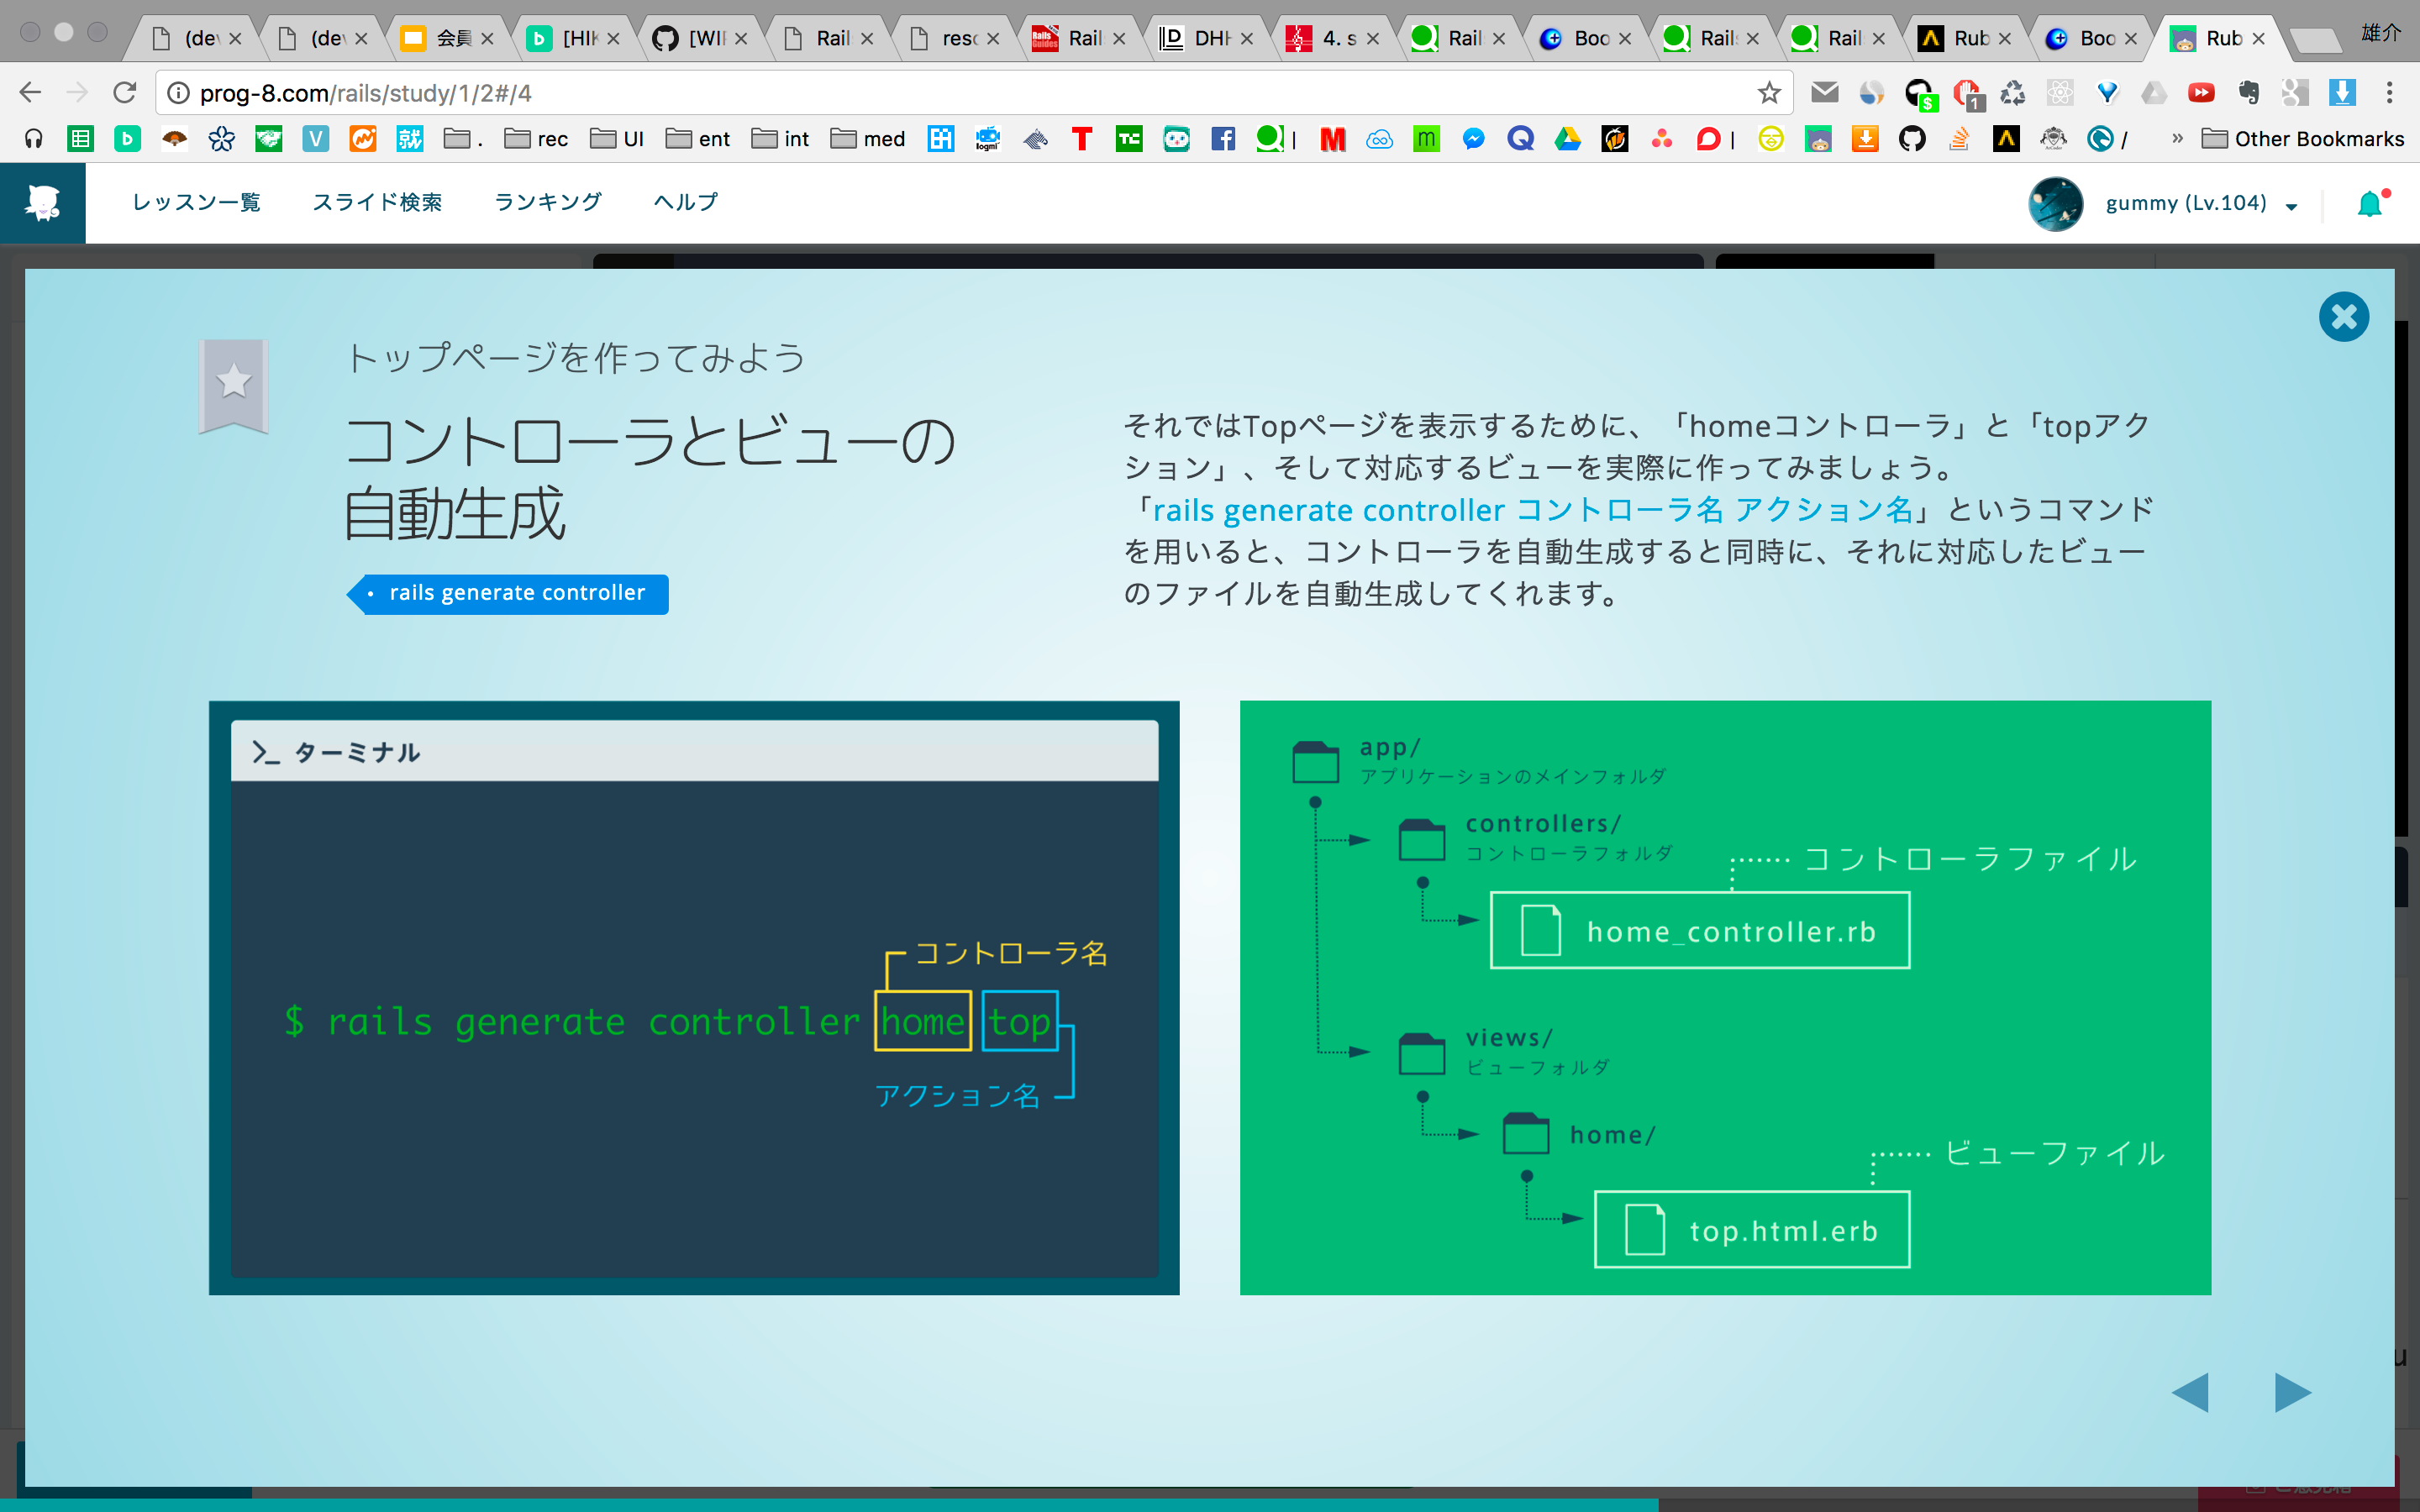 (dev
(dev
会員
[HIK
[WIP
Rail
reso
Rail
DHH
4. s
Rail
Boo
Rails
Rail
Rub
Boo
Rub
雄介
prog-8.com/rails/study/1/2#/4
.
rec
UI
ent
int
med
|
|
/
» Other Bookmarks
レッスン一覧
スライド検索
ランキング
ヘルプ
gummy (Lv.104)
トップページを作ってみよう
コントローラとビューの
自動生成
• rails generate controller
それではTopページを表示するために、「homeコントローラ」と「topアク
ション」、そして対応するビューを実際に作ってみましょう。
「rails generate controller コントローラ名 アクション名」というコマンド
を用いると、コントローラを自動生成すると同時に、それに対応したビュー
のファイルを自動生成してくれます。
>_ ターミナル
コントローラ名
$ rails generate controller home top
アクション名
app/
アプリケーションのメインフォルダ
controllers/
コントローラフォルダ
コントローラファイル
home_controller.rb
views/
ビューフォルダ
home/
ビューファイル
top.html.erb